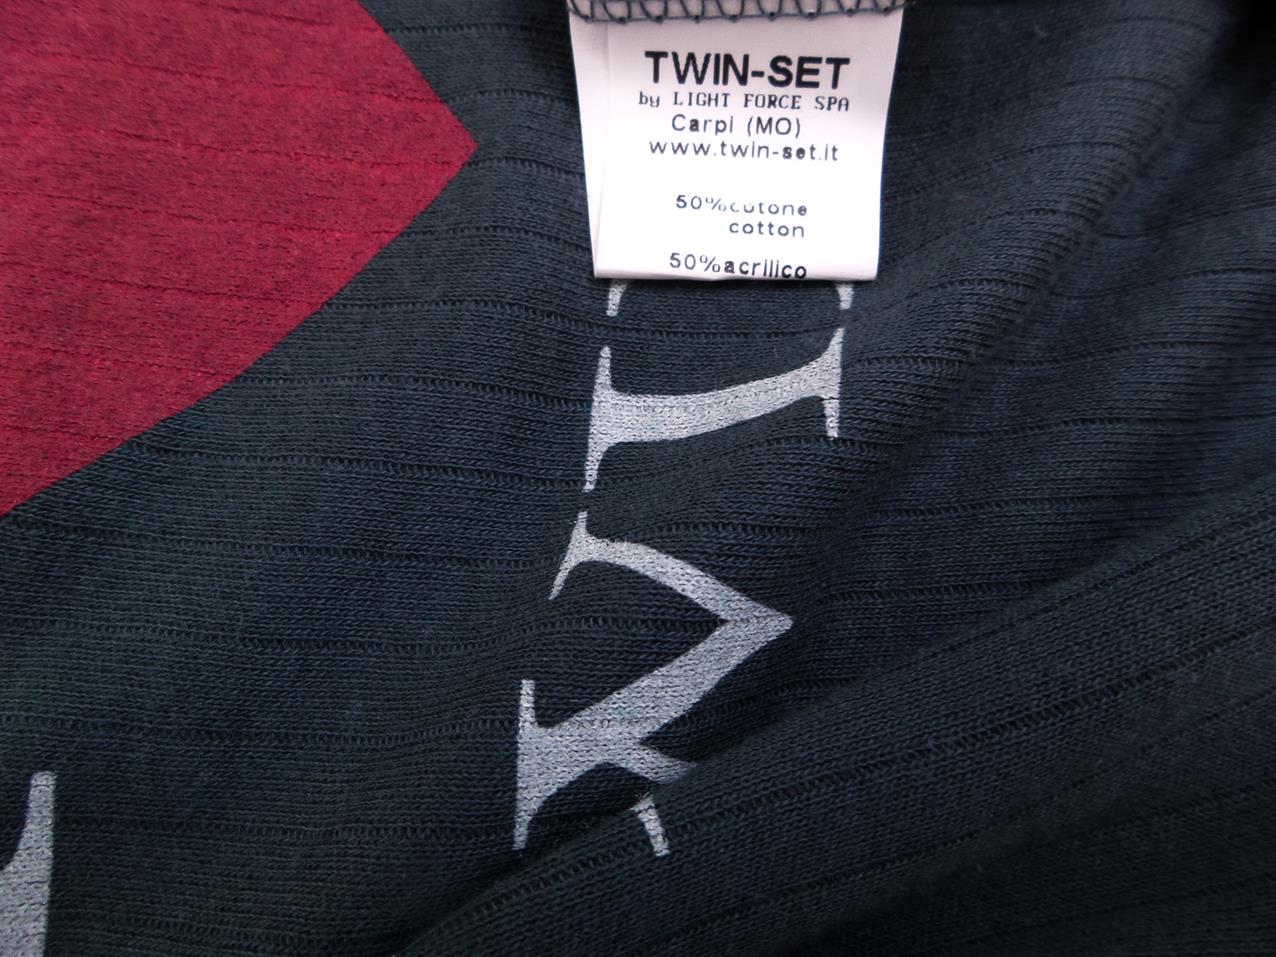 TWIN-SET
by LIGHT FORCE SPA
Carpi (MO)
www.twin-set.it
50%cotone
cotton
50%acrilico